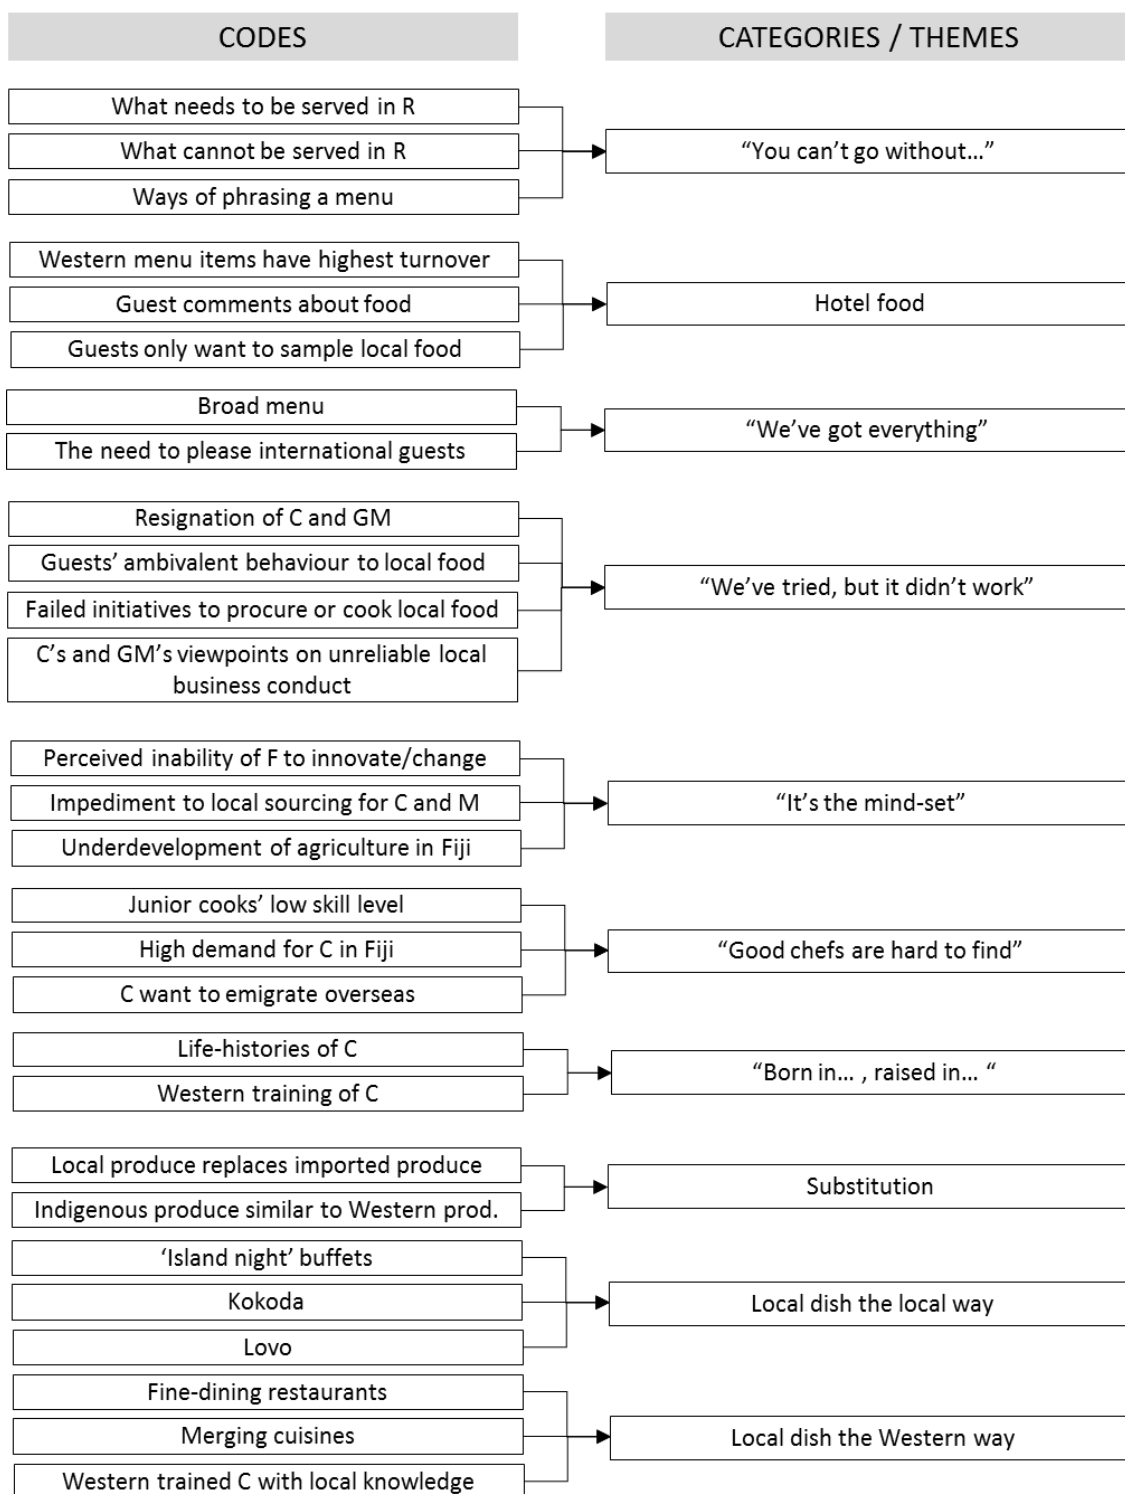 CODES
CATEGORIES / THEMES
What needs to be served in R
What cannot be served in R
Ways of phrasing a menu
“You can’t go without…”
Western menu items have highest turnover
Guest comments about food
Guests only want to sample local food
Hotel food
Broad menu
The need to please international guests
“We’ve got everything”
Resignation of C and GM
Guests’ ambivalent behaviour to local food
Failed initiatives to procure or cook local food
C’s and GM’s viewpoints on unreliable local
business conduct
“We’ve tried, but it didn’t work”
Perceived inability of F to innovate/change
Impediment to local sourcing for C and M
Underdevelopment of agriculture in Fiji
“It’s the mind-set”
Junior cooks’ low skill level
High demand for C in Fiji
C want to emigrate overseas
“Good chefs are hard to find”
Life-histories of C
Western training of C
“Born in… , raised in… “
Local produce replaces imported produce
Indigenous produce similar to Western prod.
Substitution
‘Island night’ buffets
Kokoda
Lovo
Local dish the local way
Fine-dining restaurants
Merging cuisines
Western trained C with local knowledge
Local dish the Western way